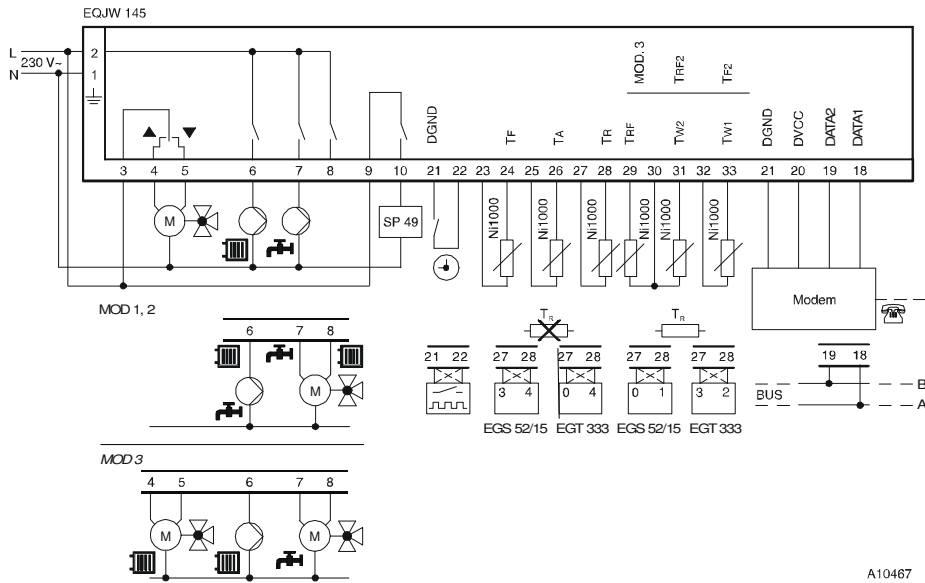 EQJW 145
L
230 V~
N
2
1
DGND
TF
TA
TR
MOD. 3
TRF
TRF2
TW2
TF2
TW1
DGND
DVCC
DATA2
DATA1
3 4 5 6 7 8 9 10 21 22 23 24 25 26 27 28 29 30 31 32 33 21 20 19 18
M
SP 49
Ni1000
Ni1000
Ni1000
Ni1000
Ni1000
Ni1000
Modem
MOD 1, 2
6 7 8
M
TR
TR
21 22 27 28 27 28 27 28 27 28
3 4 0 4 0 1 3 2
EGS 52/15 EGT 333 EGS 52/15 EGT 333
19 18
BUS
B
A
MOD 3
4 5 6 7 8
M M
A10467